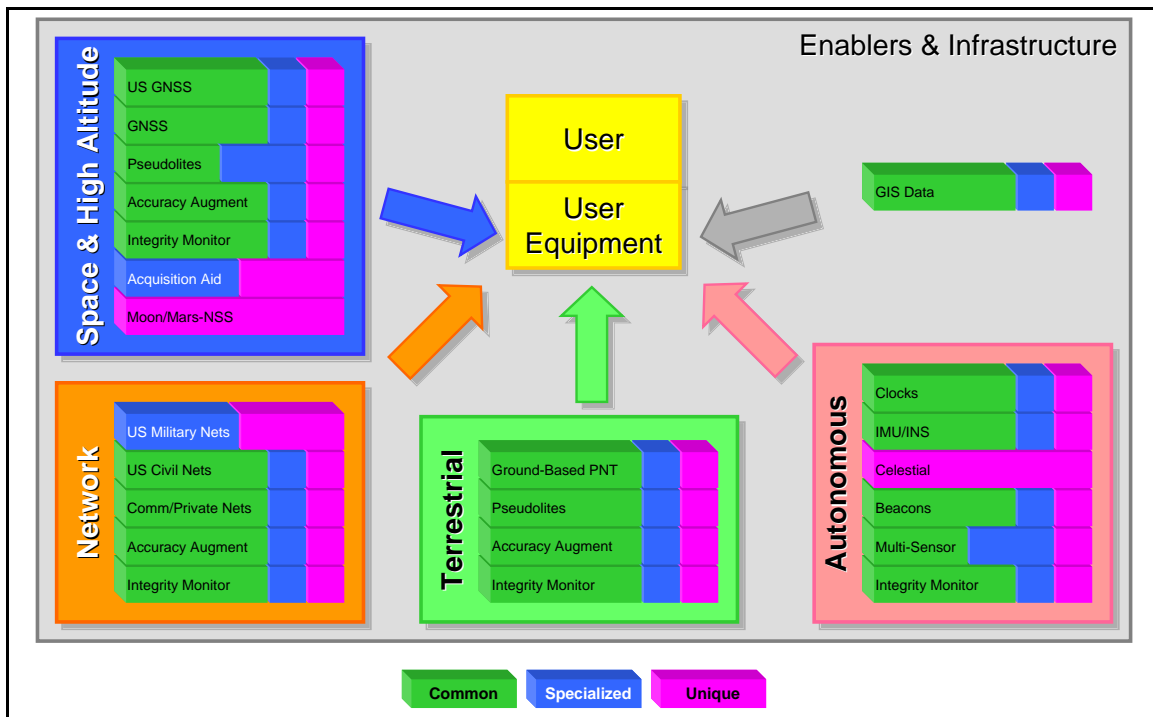 Enablers & Infrastructure
Space & High Altitude
US GNSS
GNSS
Pseudolites
Accuracy Augment
Integrity Monitor
Acquisition Aid
Moon/Mars-NSS
User
User
Equipment
GIS Data
Network
US Military Nets
US Civil Nets
Comm/Private Nets
Accuracy Augment
Integrity Monitor
Terrestrial
Ground-Based PNT
Pseudolites
Accuracy Augment
Integrity Monitor
Autonomous
Clocks
IMU/INS
Celestial
Beacons
Multi-Sensor
Integrity Monitor
Common
Specialized
Unique